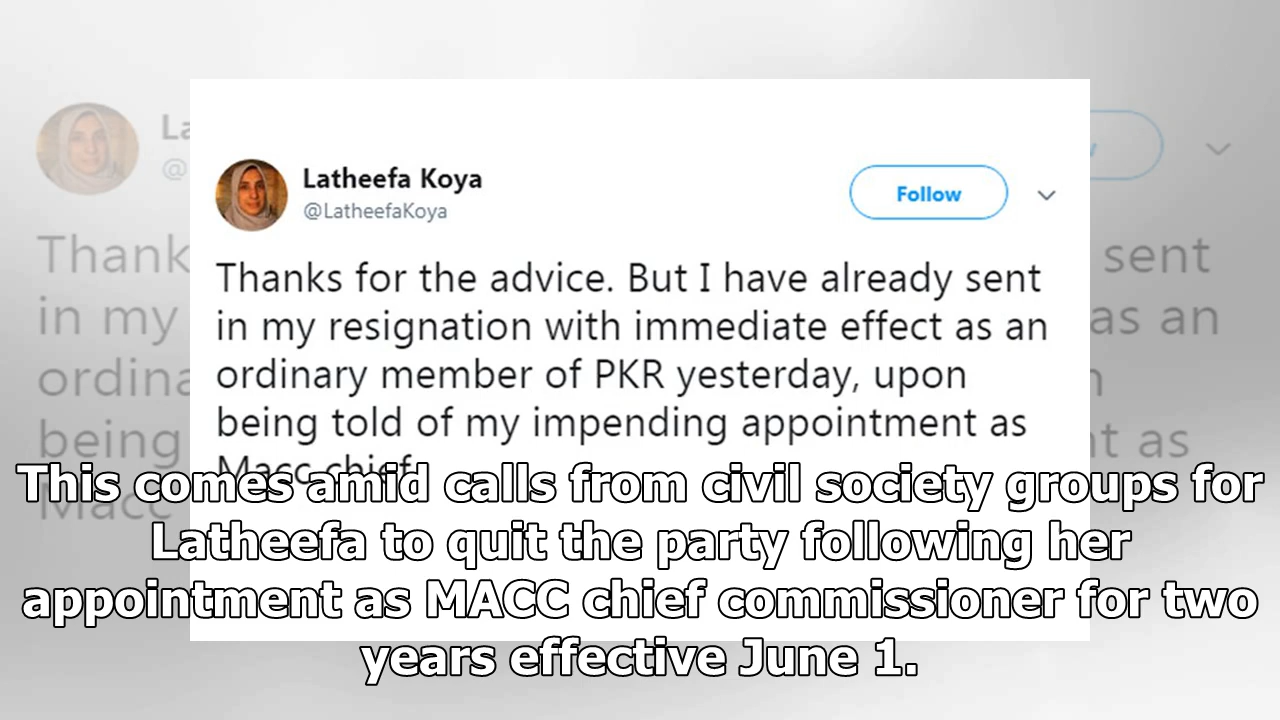 Latheefa Koya
@LatheefaKoya
Follow
Thanks for the advice. But I have already sent
in my resignation with immediate effect as an
ordinary member of PKR yesterday, upon
being told of my impending appointment as
Macc chief
This comes amid calls from civil society groups for
Latheefa to quit the party following her
appointment as MACC chief commissioner for two
years effective June 1.